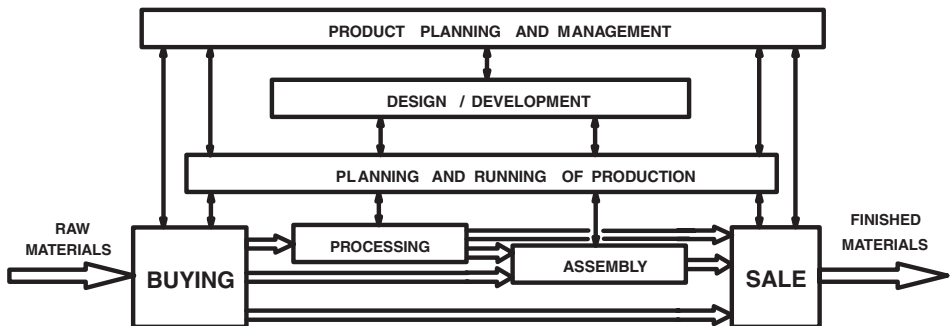 PRODUCT PLANNING AND MANAGEMENT
DESIGN / DEVELOPMENT
PLANNING AND RUNNING OF PRODUCTION
RAW
MATERIALS
PROCESSING
FINISHED
MATERIALS
BUYING
ASSEMBLY
SALE